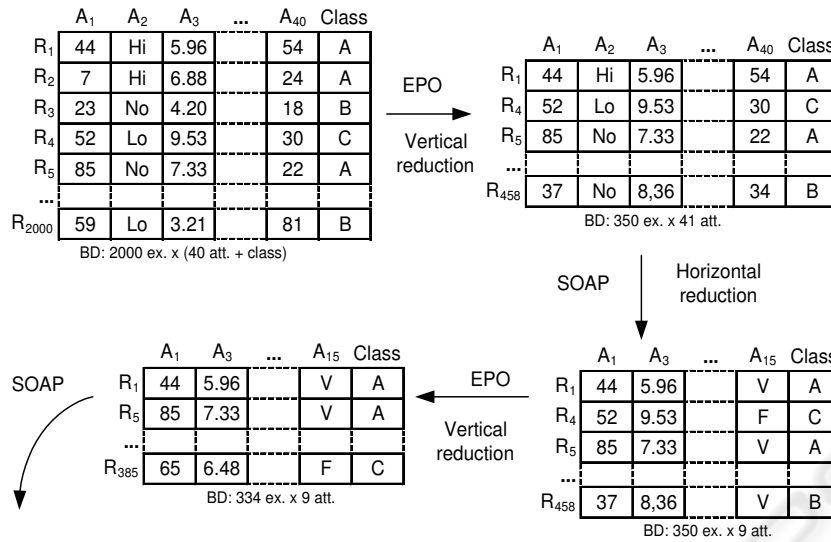 A1 A2 A3 ... A40 Class
R1 44 Hi 5.96 54 A
R2 7 Hi 6.88 24 A
R3 23 No 4.20 18 B
R4 52 Lo 9.53 30 C
R5 85 No 7.33 22 A
...
R2000 59 Lo 3.21 81 B
BD: 2000 ex. x (40 att. + class)
EPO
Vertical
reduction
A1 A2 A3 ... A40 Class
R1 44 Hi 5.96 54 A
R4 52 Lo 9.53 30 C
R5 85 No 7.33 22 A
...
R458 37 No 8,36 34 B
BD: 350 ex. x 41 att.
SOAP
Horizontal
reduction
A1 A3 ... A15 Class
R1 44 5.96 V A
R4 52 9.53 F C
R5 85 7.33 V A
...
R458 37 8,36 V B
BD: 350 ex. x 9 att.
EPO
Vertical
reduction
A1 A3 ... A15 Class
R1 44 5.96 V A
R5 85 7.33 V A
...
R385 65 6.48 F C
BD: 334 ex. x 9 att.
SOAP